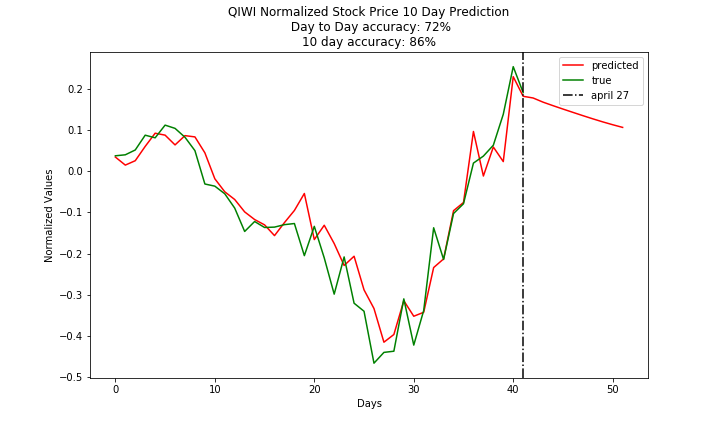 QIWI Normalized Stock Price 10 Day Prediction
Day to Day accuracy: 72%
10 day accuracy: 86%
predicted
true
april 27
Normalized Values
0.2
0.1
0.0
−0.1
−0.2
−0.3
−0.4
−0.5
0 10 20 30 40 50
Days